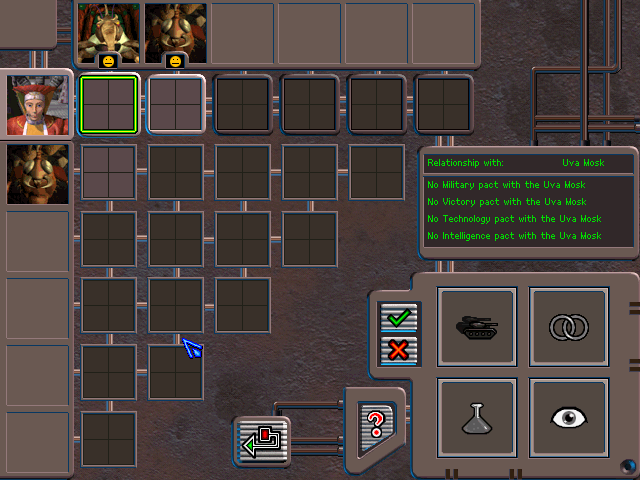 Relationship with: Uva Mosk
No Military pact with the Uva Mosk
No Victory pact with the Uva Mosk
No Technology pact with the Uva Mosk
No Intelligence pact with the Uva Mosk
?